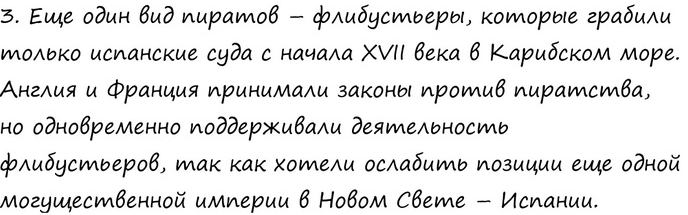 3. Еще один вид пиратов – флибустьеры, которые грабили
только испанские суда с начала XVII века в Карибском море.
Англия и Франция принимали законы против пиратства,
но одновременно поддерживали деятельность
флибустьеров, так как хотели ослабить позиции еще одной
могущественной империи в Новом Свете – Испании.